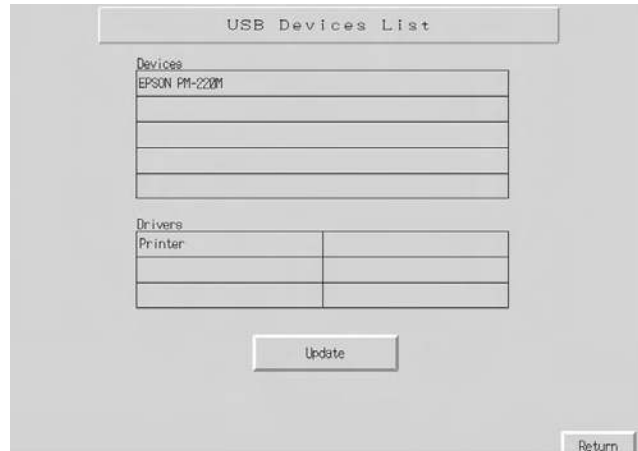 USB Devices List
Devices
EPSON PM-220M
Drivers
Printer
Update
Return